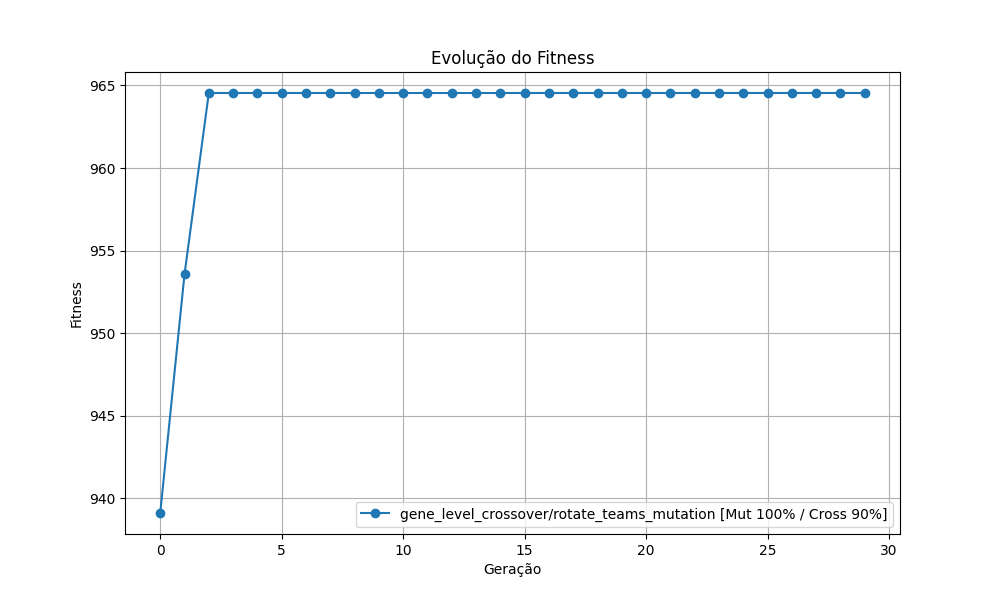 Evolução do Fitness
Fitness
965
960
955
950
945
940
gene_level_crossover/rotate_teams_mutation [Mut 100% / Cross 90%]
0 5 10 15 20 25 30
Geração